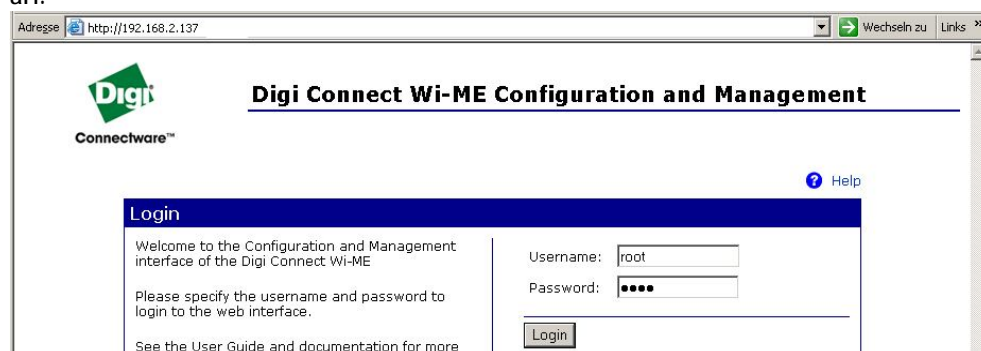 Adresse http://192.168.2.137 Wechseln zu Links »
Digi
Connectware™
Digi Connect Wi-ME Configuration and Management
? Help
Login
Welcome to the Configuration and Management
interface of the Digi Connect Wi-ME
Please specify the username and password to
login to the web interface.
See the User Guide and documentation for more
Username: root
Password: ●●●●
Login